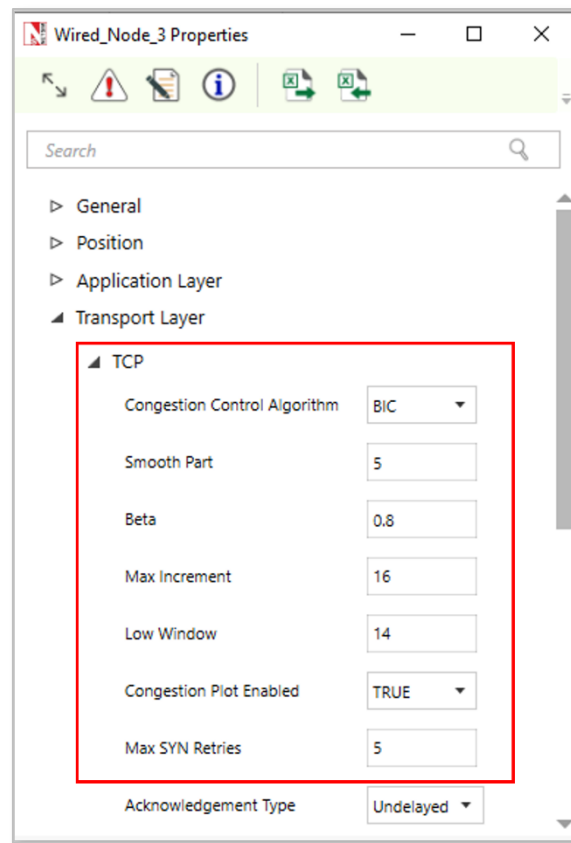 Wired_Node_3 Properties
Search
General
Position
Application Layer
Transport Layer
TCP
Congestion Control Algorithm BIC
Smooth Part 5
Beta 0.8
Max Increment 16
Low Window 14
Congestion Plot Enabled TRUE
Max SYN Retries 5
Acknowledgement Type Undelayed